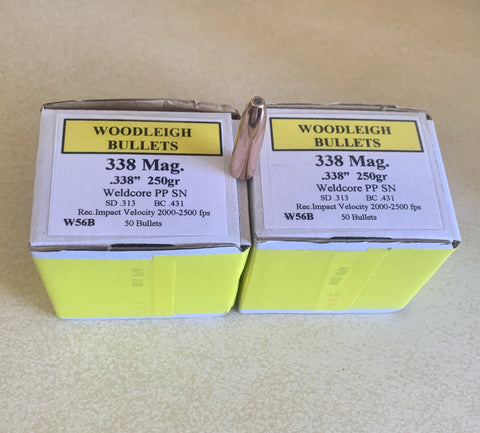 WOODLEIGH
BULLETS
338 Mag.
.338” 250gr
Weldcore PP SN
SD .313 BC .431
Rec.Impact Velocity 2000-2500 fps
W56B 50 Bullets
WOODLEIGH
BULLETS
338 Mag.
.338” 250gr
Weldcore PP SN
SD .313 BC .431
Rec.Impact Velocity 2000-2500 fps
W56B 50 Bullets